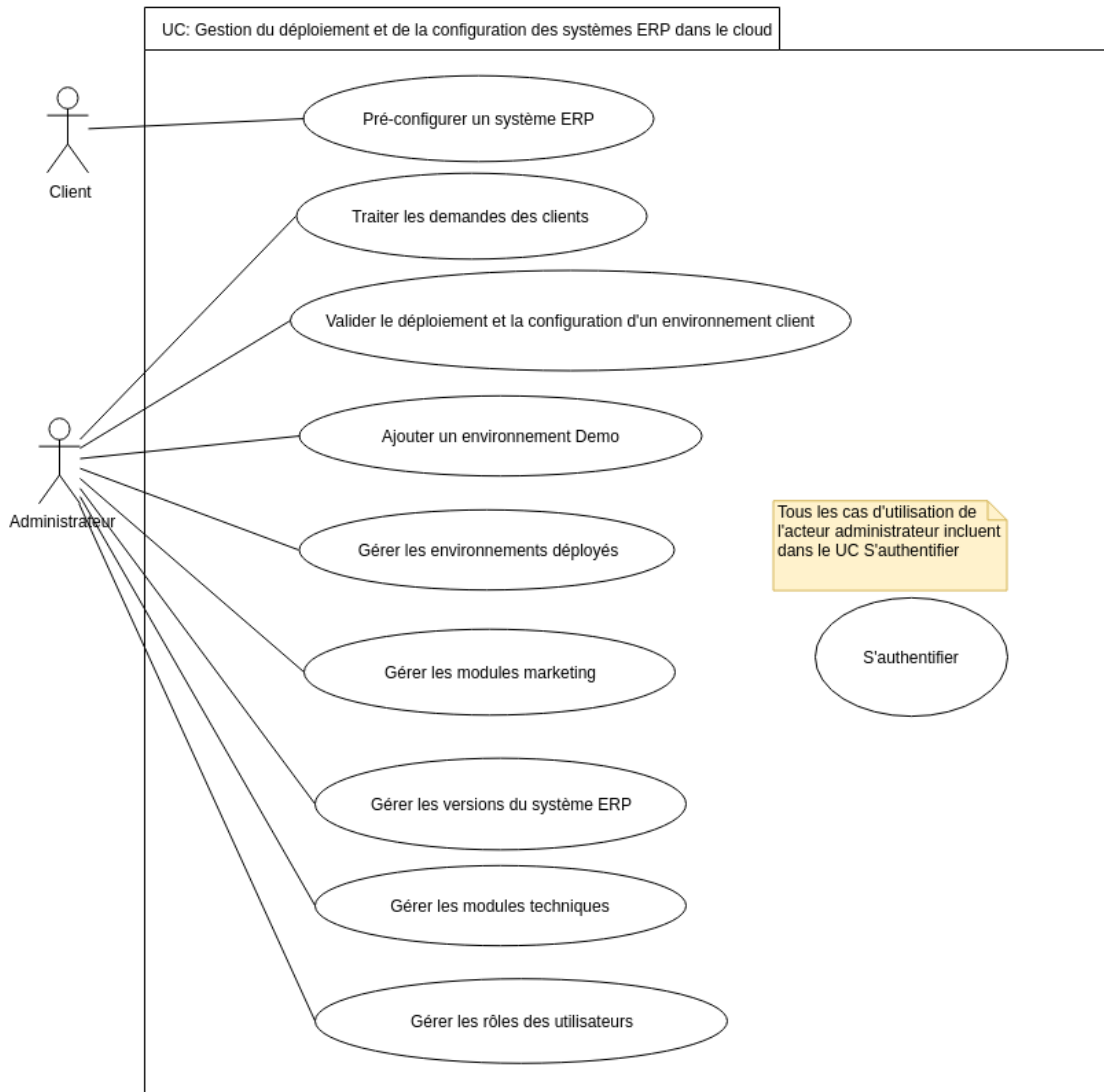 UC: Gestion du déploiement et de la configuration des systèmes ERP dans le cloud
Pré-configurer un système ERP
Client
Traiter les demandes des clients
Valider le déploiement et la configuration d'un environnement client
Ajouter un environnement Demo
Administrateur
Tous les cas d'utilisation de
l'acteur administrateur incluent
dans le UC S'authentifier
Gérer les environnements déployés
S'authentifier
Gérer les modules marketing
Gérer les versions du système ERP
Gérer les modules techniques
Gérer les rôles des utilisateurs